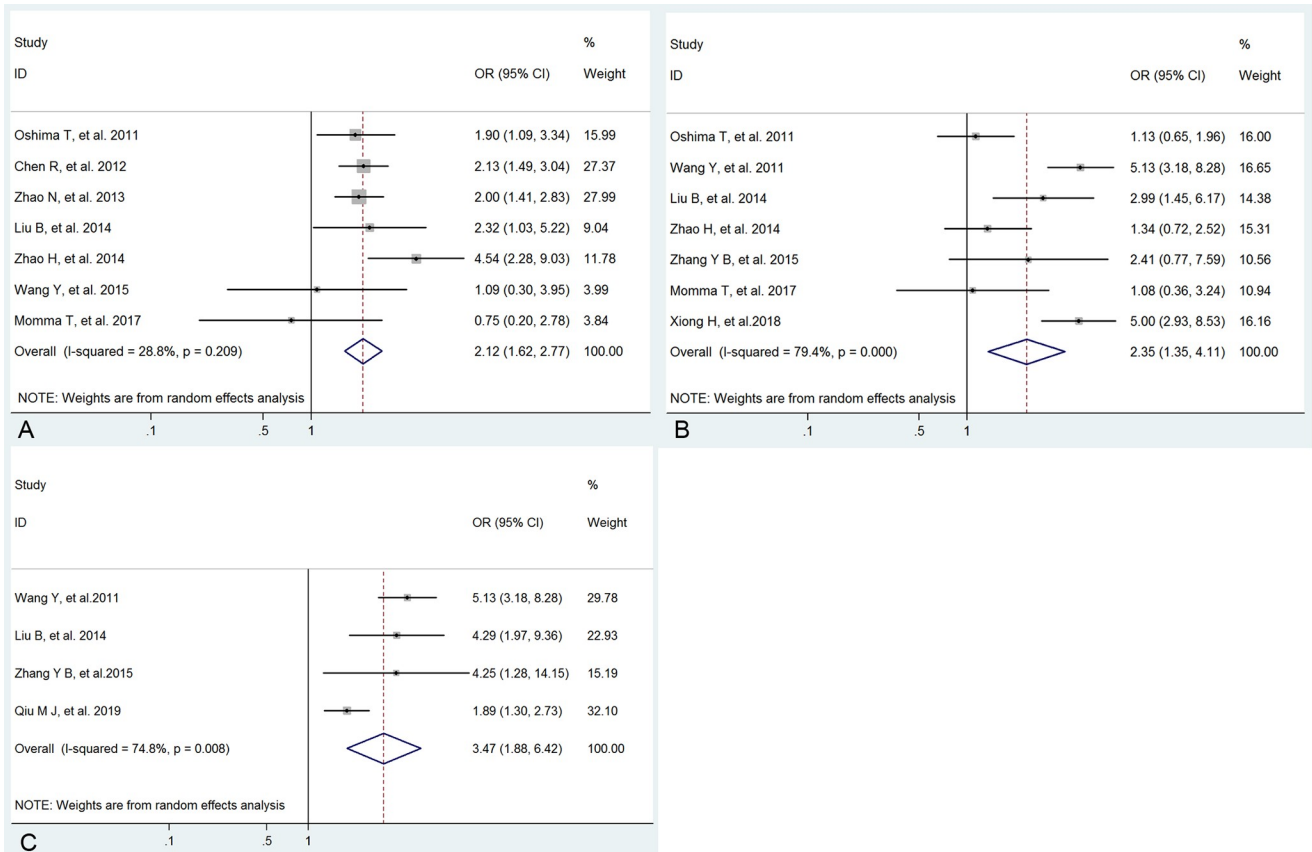 Study %
ID OR (95% CI) Weight
Oshima T, et al. 2011 1.90 (1.09, 3.34) 15.99
Chen R, et al. 2012 2.13 (1.49, 3.04) 27.37
Zhao N, et al. 2013 2.00 (1.41, 2.83) 27.99
Liu B, et al. 2014 2.32 (1.03, 5.22) 9.04
Zhao H, et al. 2014 4.54 (2.28, 9.03) 11.78
Wang Y, et al. 2015 1.09 (0.30, 3.95) 3.99
Momma T, et al. 2017 0.75 (0.20, 2.78) 3.84
Overall (I-squared = 28.8%, p = 0.209) 2.12 (1.62, 2.77) 100.00
NOTE: Weights are from random effects analysis
A
.1 .5 1
Study %
ID OR (95% CI) Weight
Oshima T, et al. 2011 1.13 (0.65, 1.96) 16.00
Wang Y, et al. 2011 5.13 (3.18, 8.28) 16.65
Liu B, et al. 2014 2.99 (1.45, 6.17) 14.38
Zhao H, et al. 2014 1.34 (0.72, 2.52) 15.31
Zhang Y B, et al. 2015 2.41 (0.77, 7.59) 10.56
Momma T, et al. 2017 1.08 (0.36, 3.24) 10.94
Xiong H, et al.2018 5.00 (2.93, 8.53) 16.16
Overall (I-squared = 79.4%, p = 0.000) 2.35 (1.35, 4.11) 100.00
NOTE: Weights are from random effects analysis
B
.1 .5 1
Study %
ID OR (95% CI) Weight
Wang Y, et al.2011 5.13 (3.18, 8.28) 29.78
Liu B, et al. 2014 4.29 (1.97, 9.36) 22.93
Zhang Y B, et al.2015 4.25 (1.28, 14.15) 15.19
Qiu M J, et al. 2019 1.89 (1.30, 2.73) 32.10
Overall (I-squared = 74.8%, p = 0.008) 3.47 (1.88, 6.42) 100.00
NOTE: Weights are from random effects analysis
C
.1 .5 1